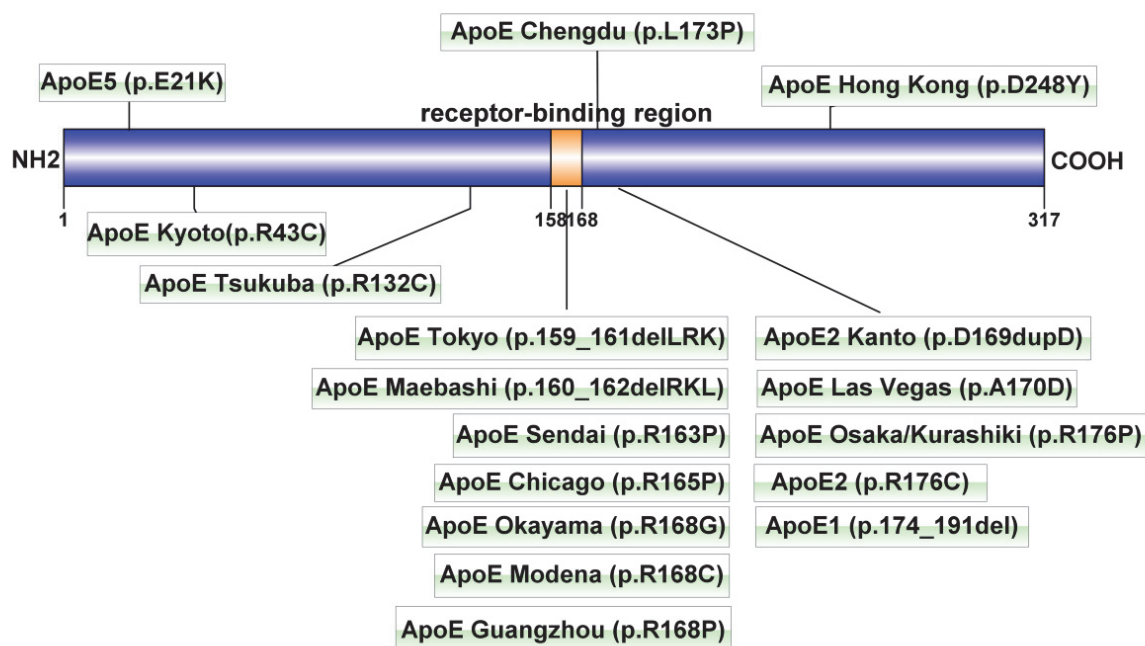 ApoE Chengdu (p.L173P)
ApoE5 (p.E21K)
ApoE Hong Kong (p.D248Y)
receptor-binding region
NH2
COOH
1
158
168
317
ApoE Kyoto(p.R43C)
ApoE Tsukuba (p.R132C)
ApoE Tokyo (p.159_161delLRK)
ApoE2 Kanto (p.D169dupD)
ApoE Maebashi (p.160_162delRKL)
ApoE Las Vegas (p.A170D)
ApoE Sendai (p.R163P)
ApoE Osaka/Kurashiki (p.R176P)
ApoE Chicago (p.R165P)
ApoE2 (p.R176C)
ApoE Okayama (p.R168G)
ApoE1 (p.174_191del)
ApoE Modena (p.R168C)
ApoE Guangzhou (p.R168P)